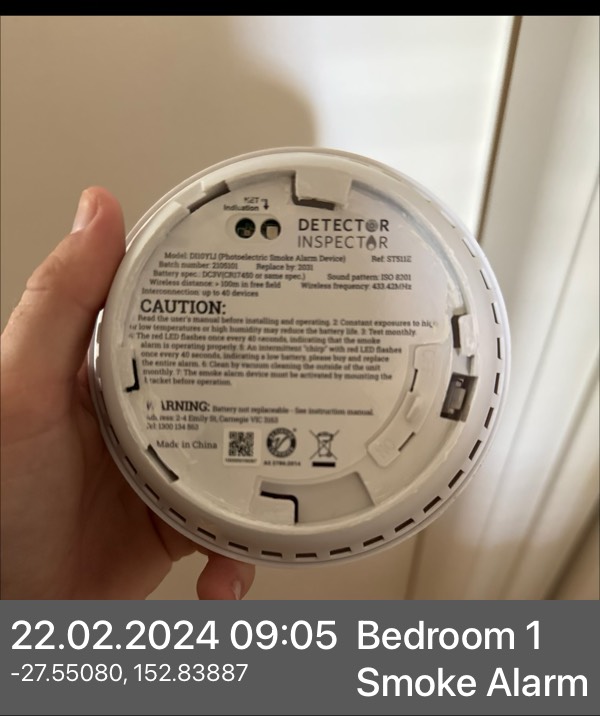 SET
Indication
DETECTOR
INSPECTOR
Model: (Photoelectric Smoke Alarm Device) Ref:
Batch number: 2105101 Replace by: 2031
Battery spec.: DC3V(CR17450 or same spec.) Sound pattern: ISO 8201
Wireless distance: > 100m in free field Wireless frequency: 433.42MHz
Interconnection: up to 40 devices
CAUTION:
Read the user's manual before installing and operating. 2: Constant exposures to
low temperatures or high humidity may reduce the battery life. 3: Test monthly.
The red LED flashes once every 40 seconds, indicating that the smoke
alarm is operating properly. 5: An intermittent "chirp" with red LED flashes
once every 40 seconds, indicating a low battery, please buy and replace
the entire alarm. 6: Clean by vacuum cleaning the outside of the unit
monthly. 7: The smoke alarm device must be activated by mounting the
bracket before operation.
WARNING: Battery not replaceable - See instruction manual.
2-4 Emily St, Carnegie VIC 3163
Tel: 1300 134 563
Made in China
AS 3786:2014
22.02.2024 09:05 Bedroom 1
-27.55080, 152.83887 Smoke Alarm